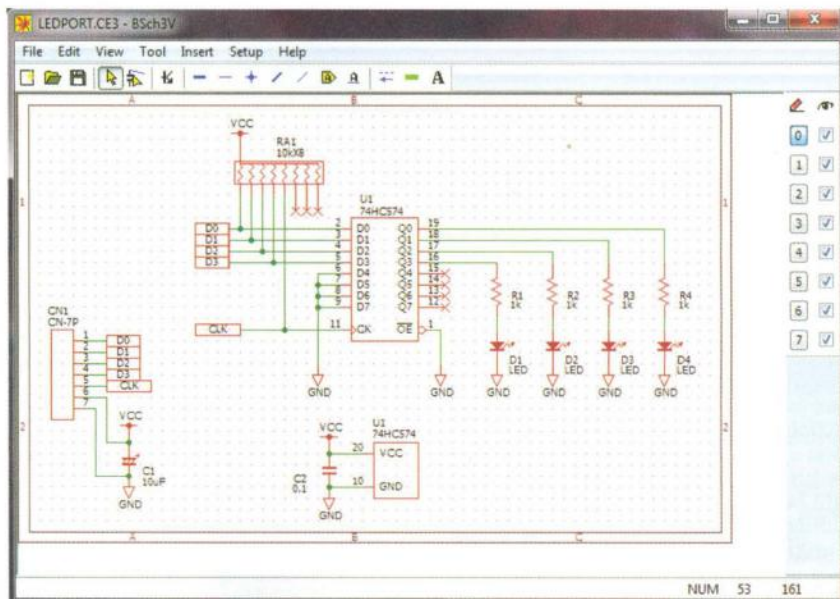 LEDPORT.CE3 - BSch3V
File Edit View Tool Insert Setup Help
A
A
A B C
VCC
RA1
10kX8
U1
74HC574
D0
D1
D2
D3
2 D0 Q0 19
3 D1 Q1 18
4 D2 Q2 17
5 D3 Q3 16
6 D4 Q4 15
7 D5 Q5 14
8 D6 Q6 13
9 D7 Q7 12
CLK
11 CK OE 1
R1
1k
R2
1k
R3
1k
R4
1k
D1
LED
D2
LED
D3
LED
D4
LED
GND GND GND GND GND GND
CN1
CN-7P
1 D0
2 D1
3 D2
4 D3
5 CLK
6
7
VCC
C1
10uP
GND
VCC
U1
74HC574
20 VCC
C2
0.1
10 GND
GND
1 1
2 2
A B C
0
1
2
3
4
5
6
7
NUM 53 161